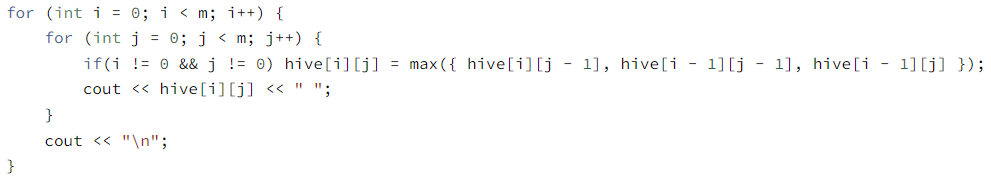 for (int i = 0; i < m; i++) {
    for (int j = 0; j < m; j++) {
        if(i != 0 && j != 0) hive[i][j] = max({ hive[i][j - 1], hive[i - 1][j - 1], hive[i - 1][j] });
        cout << hive[i][j] << " ";
    }
    cout << "\n";
}